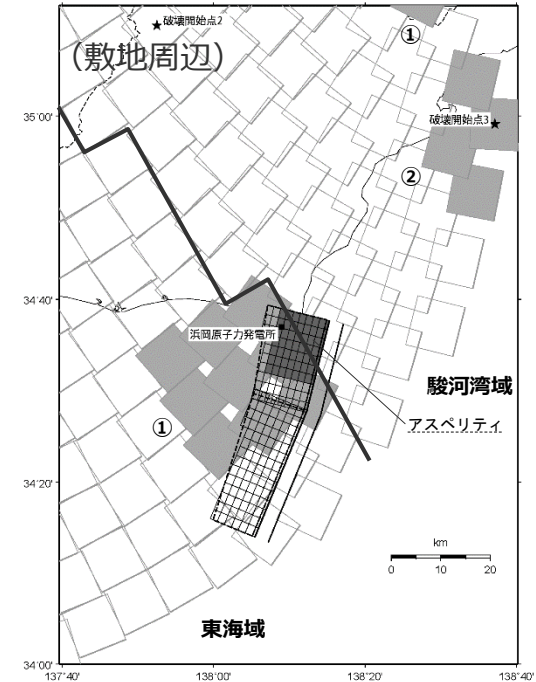 破壊開始点2
①
（敷地周辺）
35°00'
破壊開始点3
②
34°40'
浜岡原子力発電所
駿河湾域
アスペリティ
①
34°20'
km
0 10 20
東海域
34°00'
137°40' 138°00' 138°20' 138°40'